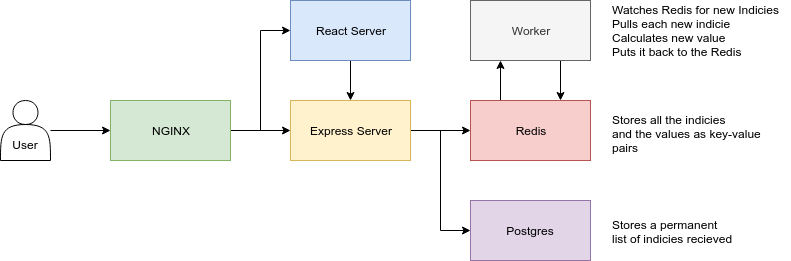 React Server
Worker
Watches Redis for new Indicies
Pulls each new indicie
Calculates new value
Puts it back to the Redis
User
NGINX
Express Server
Redis
Stores all the indicies
and the values as key-value
pairs
Postgres
Stores a permanent
list of indicies recieved